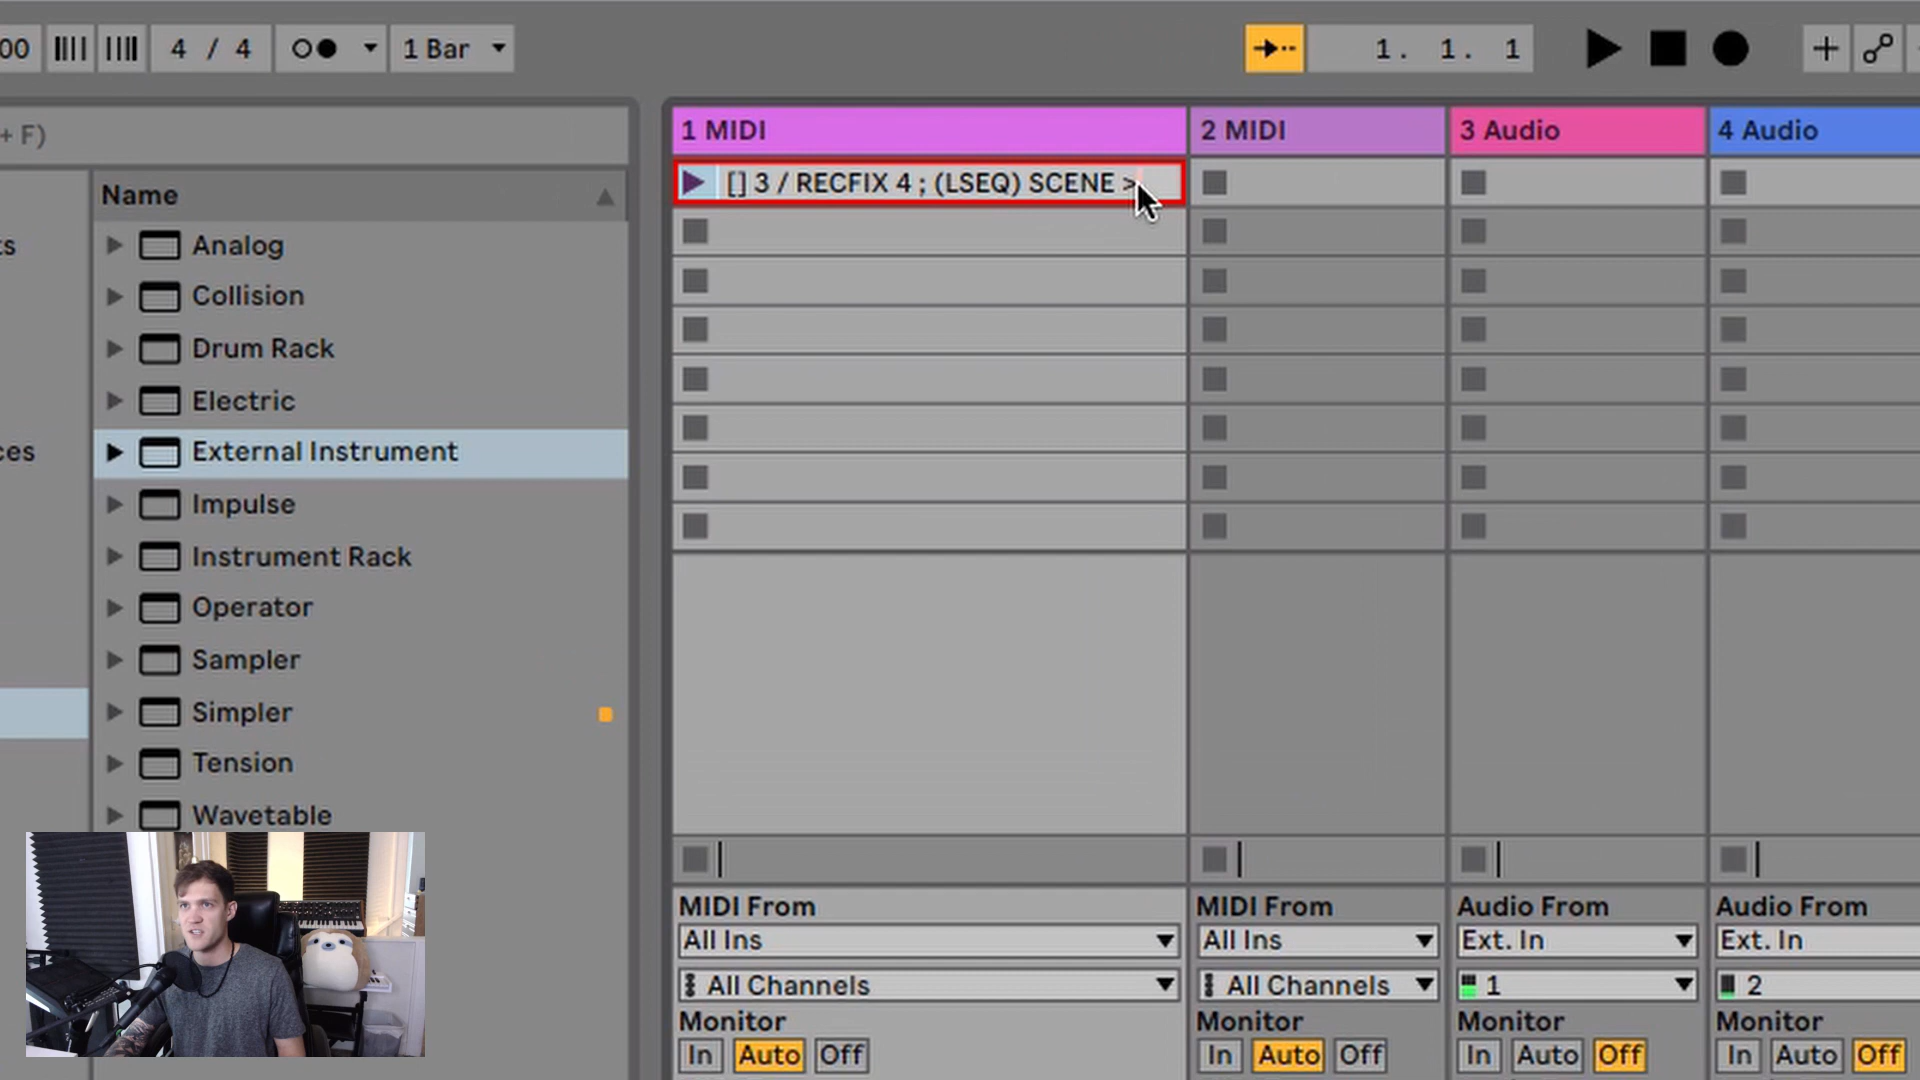 00
4 / 4
1 Bar
1. 1. 1
+ F)
1 MIDI
2 MIDI
3 Audio
4 Audio
[] 3 / RECFIX 4 ; (LSEQ) SCENE >
Name
ts
Analog
Collision
Drum Rack
Electric
ces
External Instrument
Impulse
Instrument Rack
Operator
Sampler
Simpler
Tension
Wavetable
MIDI From
MIDI From
Audio From
Audio From
All Ins
All Ins
Ext. In
Ext. In
All Channels
All Channels
1
2
Monitor
Monitor
Monitor
Monitor
In Auto Off
In Auto Off
In Auto Off
In Auto Off